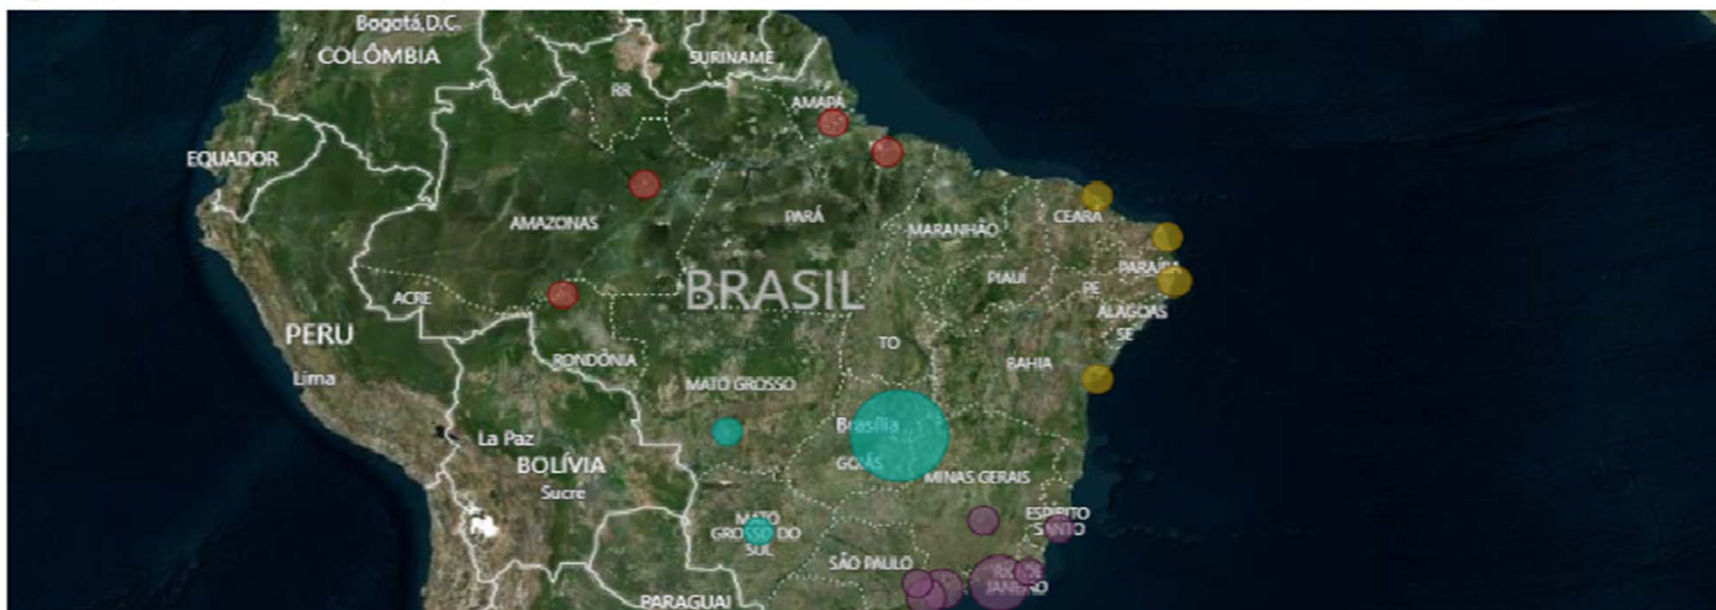 Bogotá,D.C.
COLÔMBIA
SURINAME
RR
AMAPÁ
EQUADOR
AMAZONAS
PARÁ
MARANHÃO
CEARÁ
PIAUÍ
PARAÍBA
PE
ALAGOAS
SE
BRASIL
ACRE
PERU
Lima
RONDÔNIA
TO
BAHIA
MATO GROSSO
Brasília
La Paz
BOLÍVIA
Sucre
GOIÁS
MINAS GERAIS
MATO
GROSSO DO
SUL
ESPÍRITO
SANTO
SÃO PAULO
RIO DE
JANEIRO
PARAGUAI